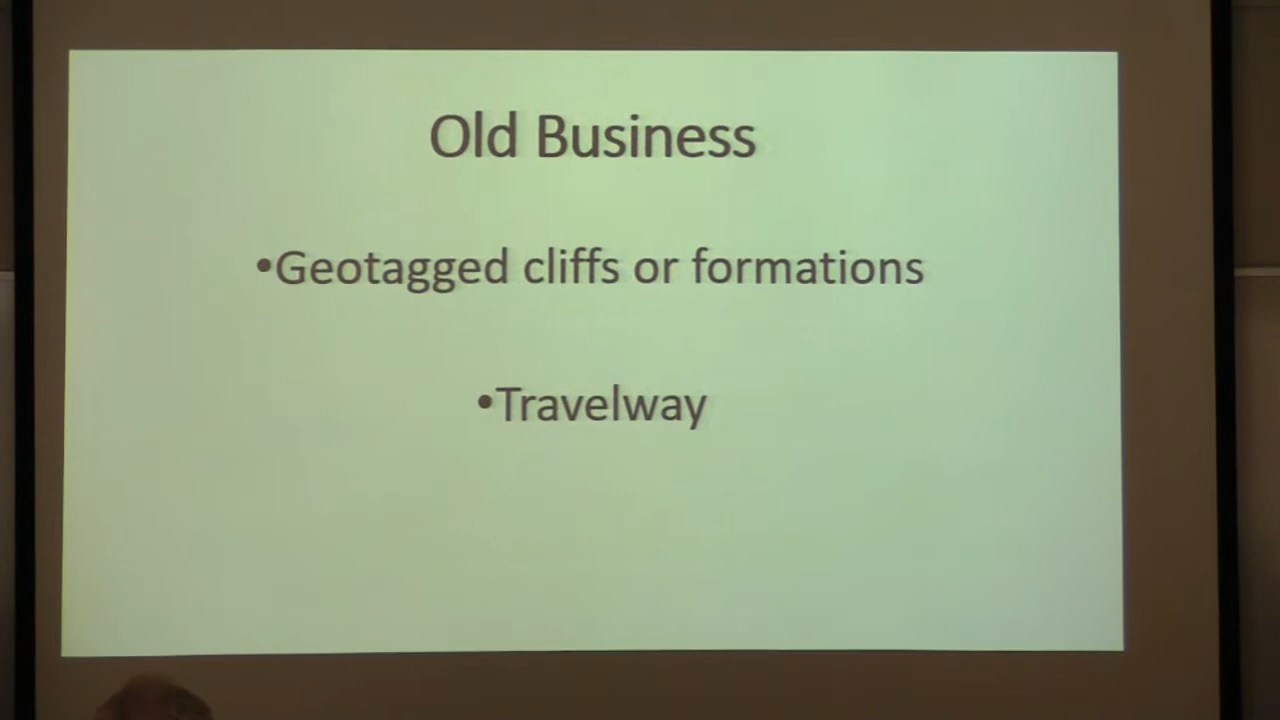 Old Business
•Geotagged cliffs or formations
•Travelway